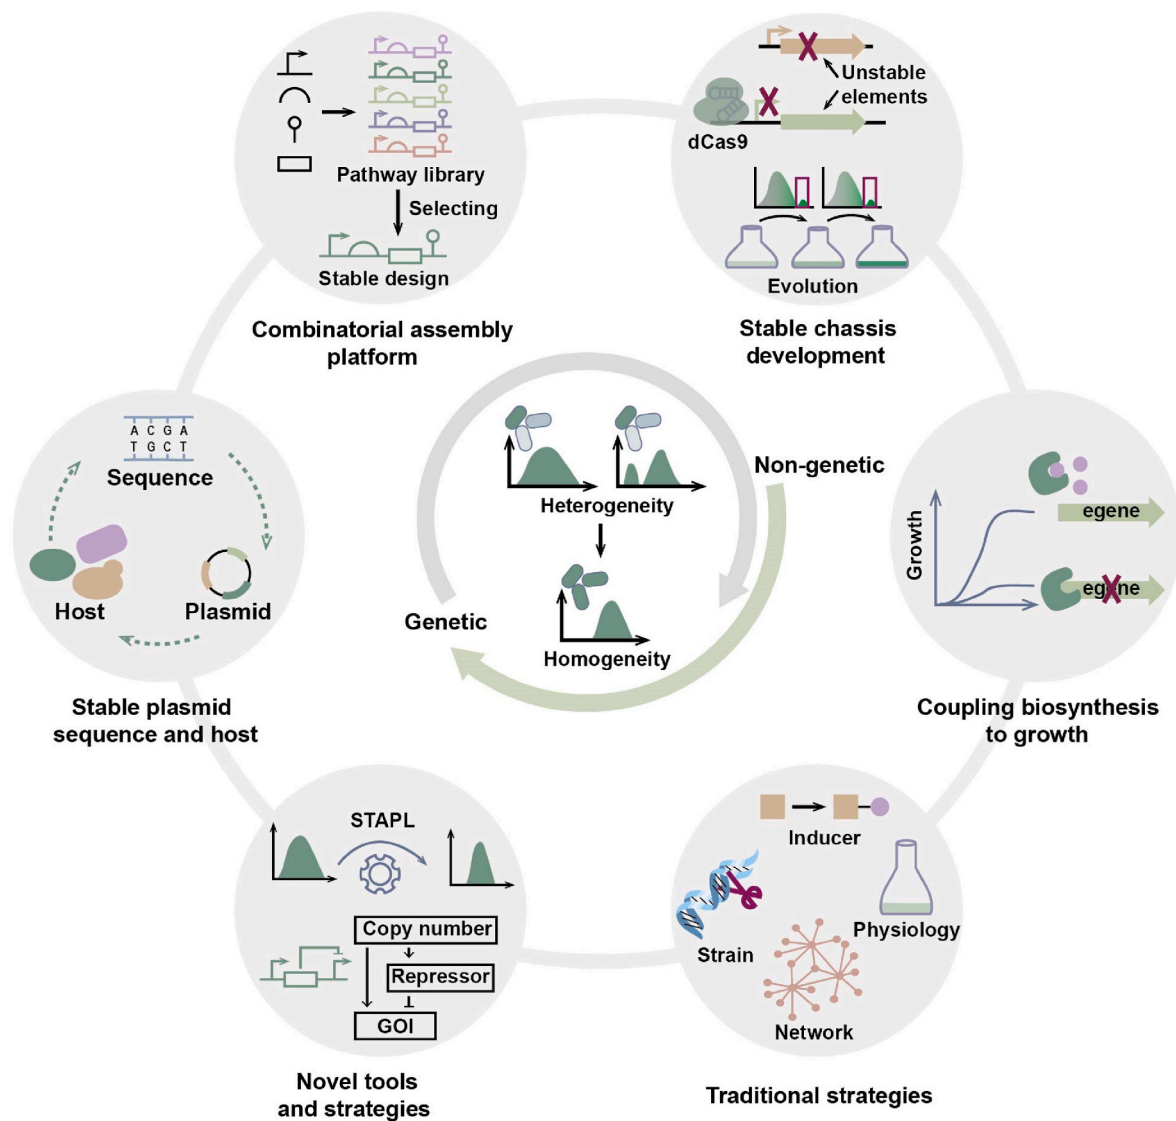 Pathway library
Selecting
Stable design
Combinatorial assembly
platform
Unstable
elements
dCas9
Evolution
Stable chassis
development
A C G A
T G C T
Sequence
Host
Plasmid
Stable plasmid
sequence and host
Heterogeneity
Homogeneity
Non-genetic
Genetic
Growth
egene
egene
Coupling biosynthesis
to growth
STAPL
Copy number
Repressor
GOI
Novel tools
and strategies
Inducer
Strain
Physiology
Network
Traditional strategies